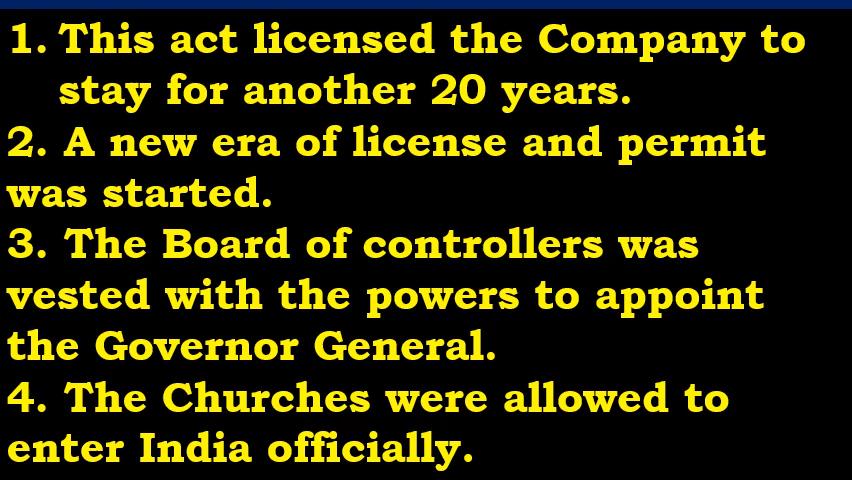 1. This act licensed the Company to
stay for another 20 years.
2. A new era of license and permit
was started.
3. The Board of controllers was
vested with the powers to appoint
the Governor General.
4. The Churches were allowed to
enter India officially.